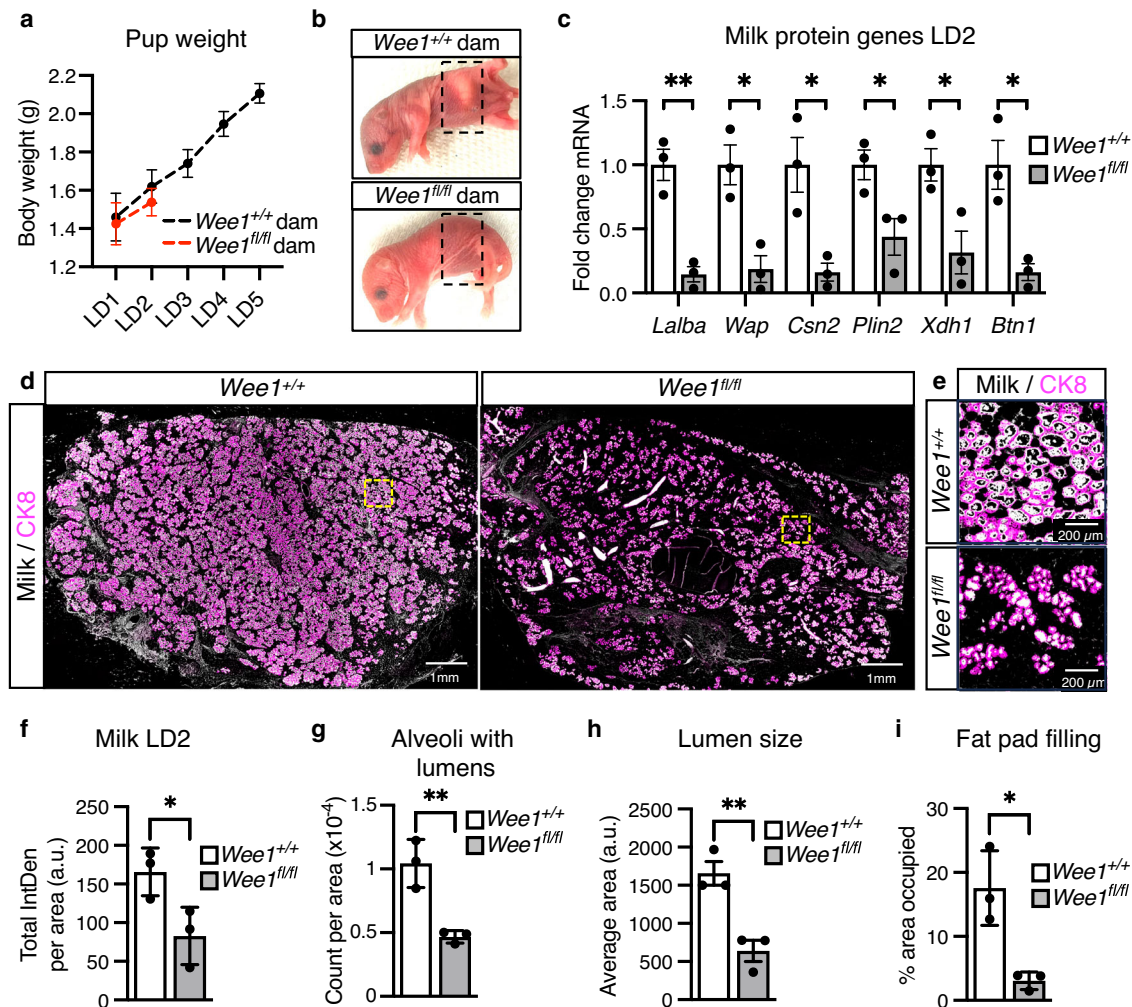 a
Pup weight
Body weight (g)
2.2
2.0
1.8
1.6
1.4
1.2
LD1
LD2
LD3
LD4
LD5
Wee1+/+ dam
Wee1fl/fl dam
b
Wee1+/+ dam
Wee1fl/fl dam
c
Milk protein genes LD2
Fold change mRNA
1.5
1.0
0.5
0.0
** * * * * *
Lalba Wap Csn2 Plin2 Xdh1 Btn1
Wee1+/+
Wee1fl/fl
d
Wee1+/+
Wee1fl/fl
Milk / CK8
1mm
1mm
e
Milk / CK8
Wee1+/+
200 µm
Wee1fl/fl
200 µm
f
Milk LD2
Total IntDen
per area (a.u.)
250
200
150
100
50
0
*
Wee1+/+
Wee1fl/fl
g
Alveoli with
lumens
Count per area (x10-4)
1.5
1
0.5
0
**
Wee1+/+
Wee1fl/fl
h
Lumen size
Average area (a.u.)
2500
2000
1500
1000
500
0
**
Wee1+/+
Wee1fl/fl
i
Fat pad filling
% area occupied
30
20
10
0
*
Wee1+/+
Wee1fl/fl